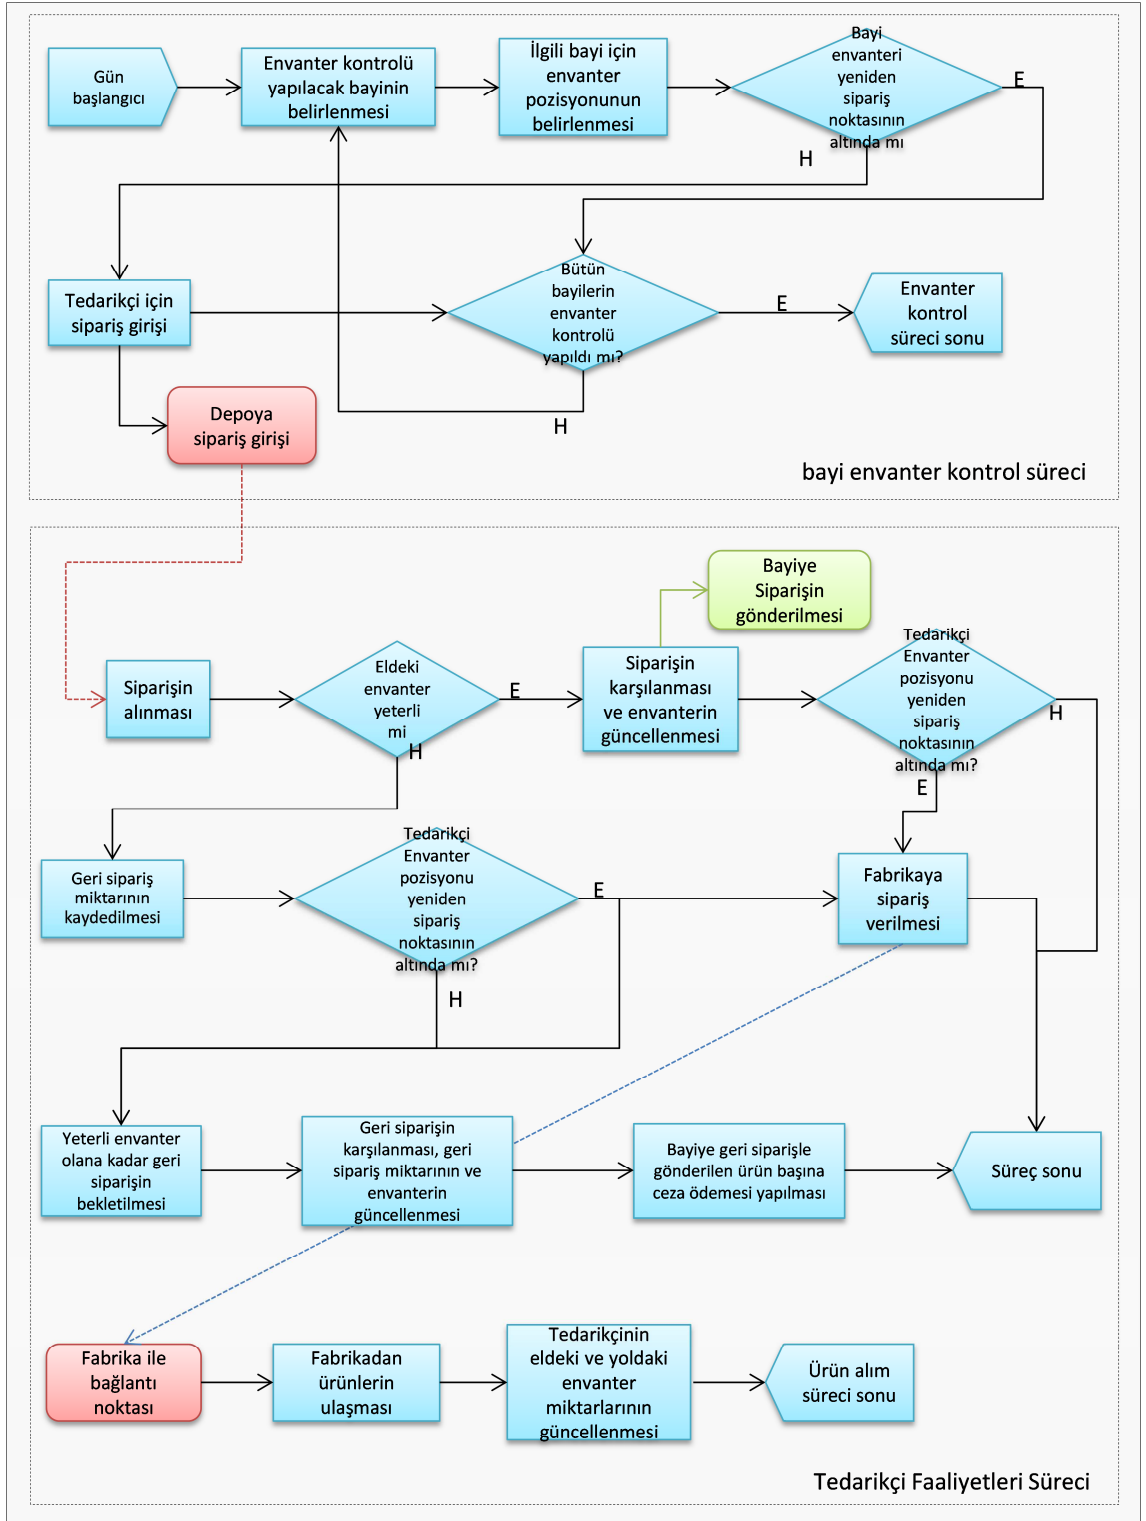 Gün
başlangıcı
Envanter kontrolü
yapılacak bayinin
belirlenmesi
İlgili bayi için
envanter
pozisyonunun
belirlenmesi
Bayi
envanteri
yeniden
sipariş
noktasının
altında mı
E
H
Tedarikçi için
sipariş girişi
Bütün
bayilerin
envanter
kontrolü
yapıldı mı?
E
H
Envanter
kontrol
süreci sonu
Depoya
sipariş girişi
bayi envanter kontrol süreci
Bayiye
Siparişin
gönderilmesi
Siparişin
alınması
Eldeki
envanter
yeterli
mi
E
H
Siparişin
karşılanması
ve envanterin
güncellenmesi
Tedarikçi
Envanter
pozisyonu
yeniden
sipariş
noktasının
altında mı?
H
E
Geri sipariş
miktarının
kaydedilmesi
Tedarikçi
Envanter
pozisyonu
yeniden
sipariş
noktasının
altında mı?
E
H
Fabrikaya
sipariş
verilmesi
Yeterli envanter
olana kadar geri
siparişin
bekletilmesi
Geri siparişin
karşılanması, geri
sipariş miktarının ve
envanterin
güncellenmesi
Bayiye geri siparişle
gönderilen ürün başına
ceza ödemesi yapılması
Süreç sonu
Fabrika ile
bağlantı
noktası
Fabrikadan
ürünlerin
ulaşması
Tedarikçinin
eldeki ve yoldaki
envanter
miktarlarının
güncellenmesi
Ürün alım
süreci sonu
Tedarikçi Faaliyetleri Süreci